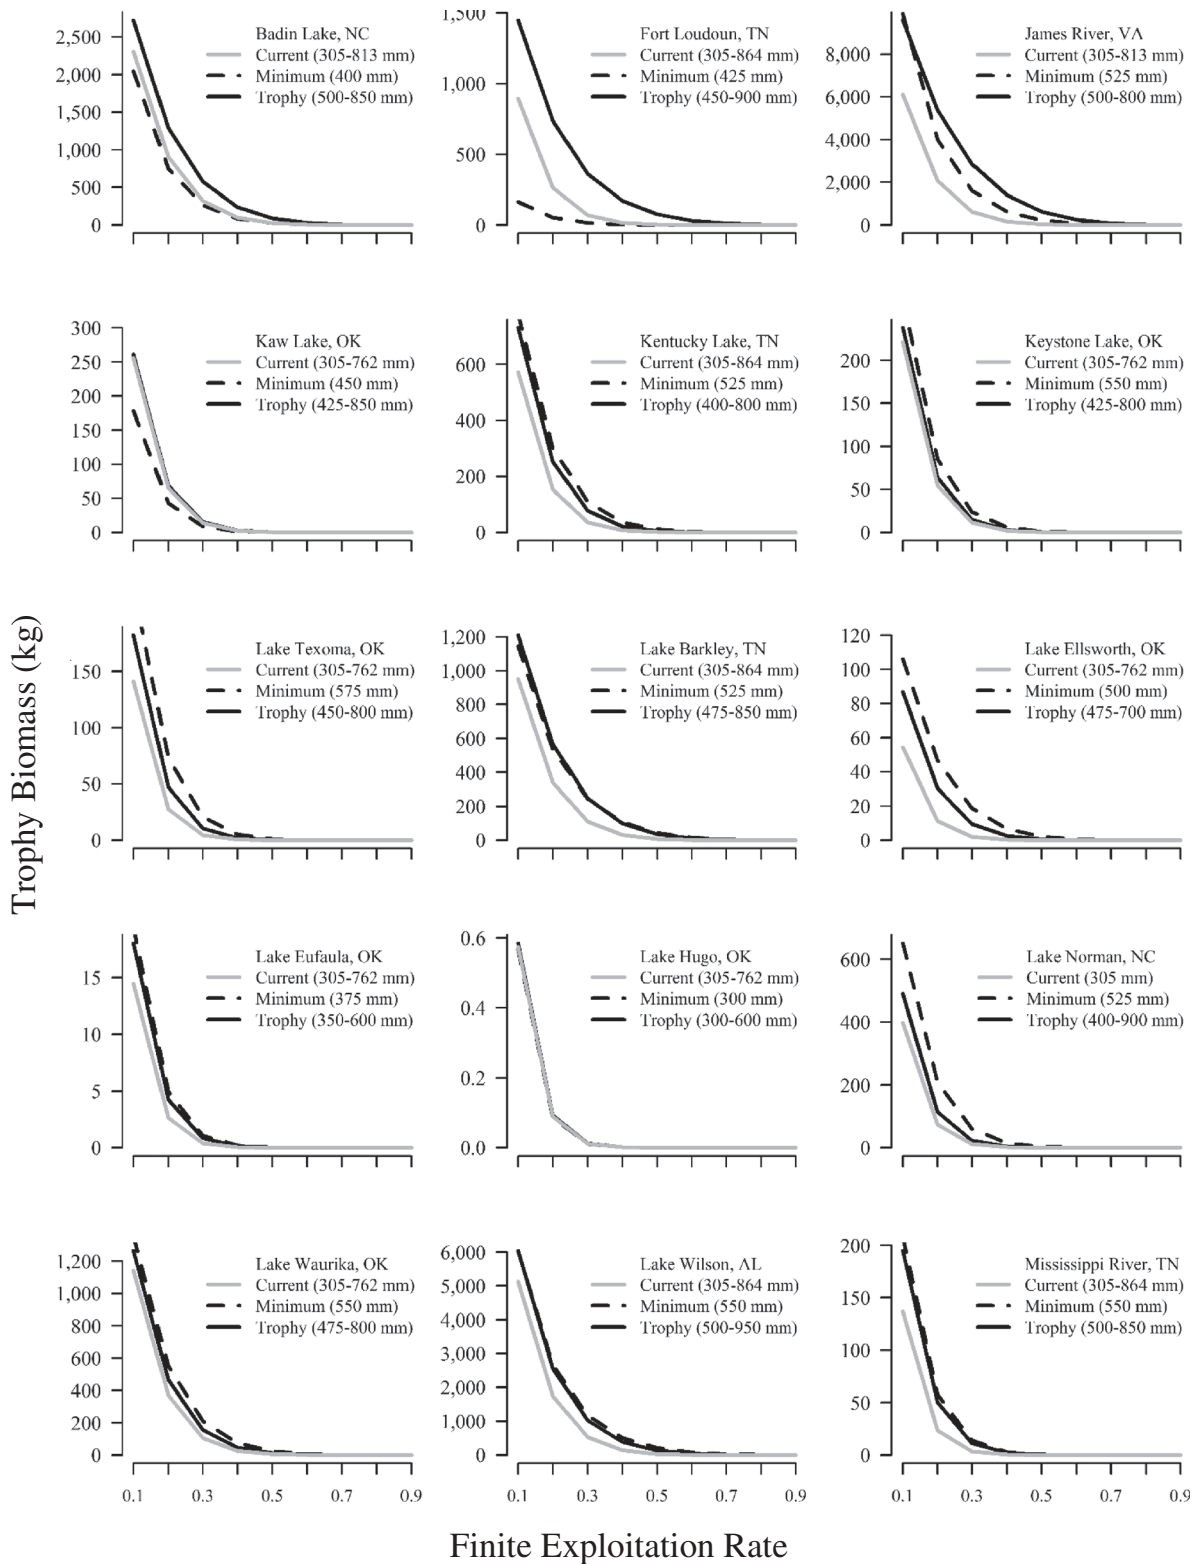 Badin Lake, NC
Current (305-813 mm)
Minimum (400 mm)
Trophy (500-850 mm)
2,500
2,000
1,500
1,000
500
0
Fort Loudoun, TN
Current (305-864 mm)
Minimum (425 mm)
Trophy (450-900 mm)
1,500
1,000
500
0
James River, VA
Current (305-813 mm)
Minimum (525 mm)
Trophy (500-800 mm)
8,000
6,000
4,000
2,000
0
Kaw Lake, OK
Current (305-762 mm)
Minimum (450 mm)
Trophy (425-850 mm)
300
250
200
150
100
50
0
Kentucky Lake, TN
Current (305-864 mm)
Minimum (525 mm)
Trophy (400-800 mm)
600
400
200
0
Keystone Lake, OK
Current (305-762 mm)
Minimum (550 mm)
Trophy (425-800 mm)
200
150
100
50
0
Lake Texoma, OK
Current (305-762 mm)
Minimum (575 mm)
Trophy (450-800 mm)
150
100
50
0
Lake Barkley, TN
Current (305-864 mm)
Minimum (525 mm)
Trophy (475-850 mm)
1,200
1,000
800
600
400
200
0
Lake Ellsworth, OK
Current (305-762 mm)
Minimum (500 mm)
Trophy (475-700 mm)
120
100
80
60
40
20
0
Lake Eufaula, OK
Current (305-762 mm)
Minimum (375 mm)
Trophy (350-600 mm)
15
10
5
0
Lake Hugo, OK
Current (305-762 mm)
Minimum (300 mm)
Trophy (300-600 mm)
0.6
0.4
0.2
0.0
Lake Norman, NC
Current (305 mm)
Minimum (525 mm)
Trophy (400-900 mm)
600
400
200
0
Lake Waurika, OK
Current (305-762 mm)
Minimum (550 mm)
Trophy (475-800 mm)
1,200
1,000
800
600
400
200
0
0.1 0.3 0.5 0.7 0.9
Lake Wilson, AL
Current (305-864 mm)
Minimum (550 mm)
Trophy (500-950 mm)
6,000
5,000
4,000
3,000
2,000
1,000
0
0.1 0.3 0.5 0.7 0.9
Mississippi River, TN
Current (305-864 mm)
Minimum (550 mm)
Trophy (500-850 mm)
200
150
100
50
0
0.1 0.3 0.5 0.7 0.9
Trophy Biomass (kg)
Finite Exploitation Rate